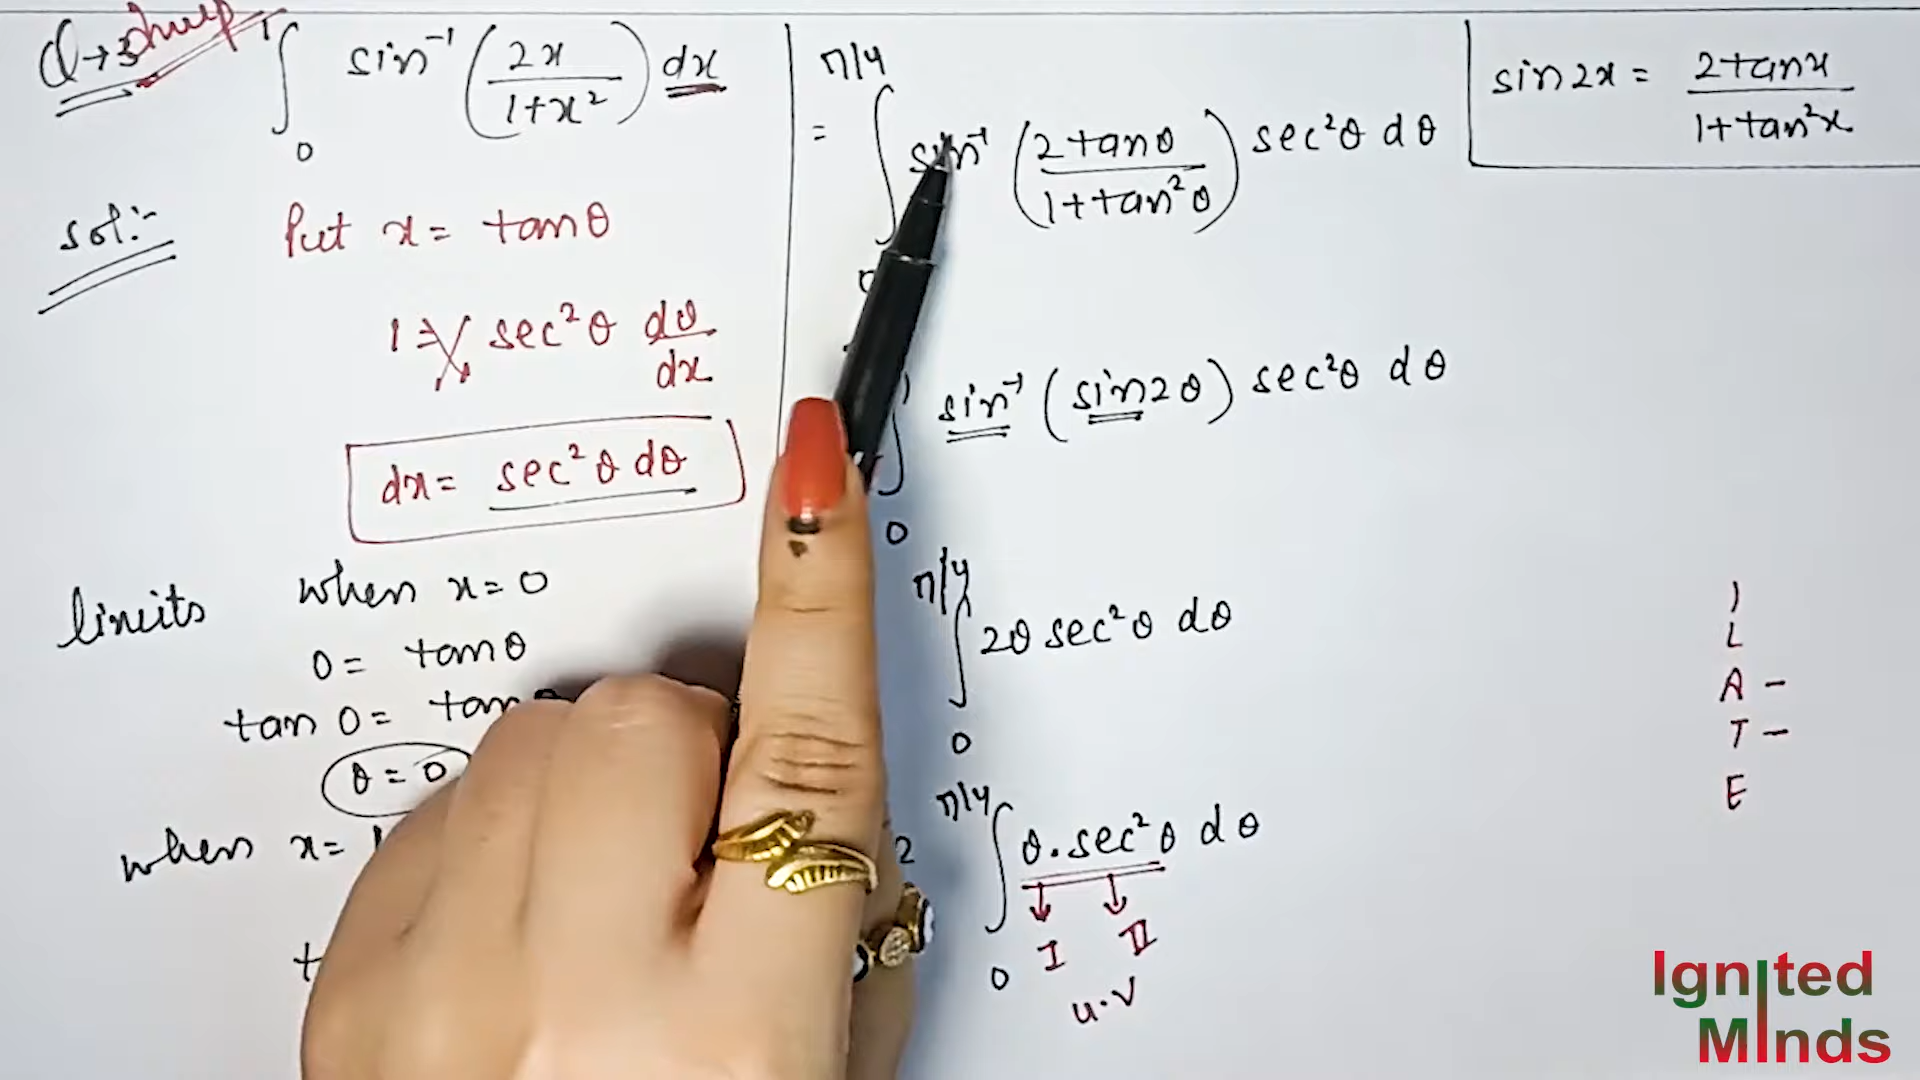 Q→3 ∫₀¹ sin⁻¹ (2x / 1+x²) dx
sol:-
Put x = tanθ
1 = sec²θ dθ/dx
dx = sec²θ dθ
limits when x = 0
0 = tanθ
tan 0 = tan
θ = 0
when x =
t
π/4
= ∫ sin⁻¹ (2tanθ / 1+tan²θ) sec²θ dθ
∫₀ sin⁻¹ (sin2θ) sec²θ dθ
∫₀^π/4 2θ sec²θ dθ
2 ∫₀^π/4 θ·sec²θ dθ
I II
u·v
sin2x = 2tanx / 1+tan²x
I
L
A -
T -
E
Ignited
Minds